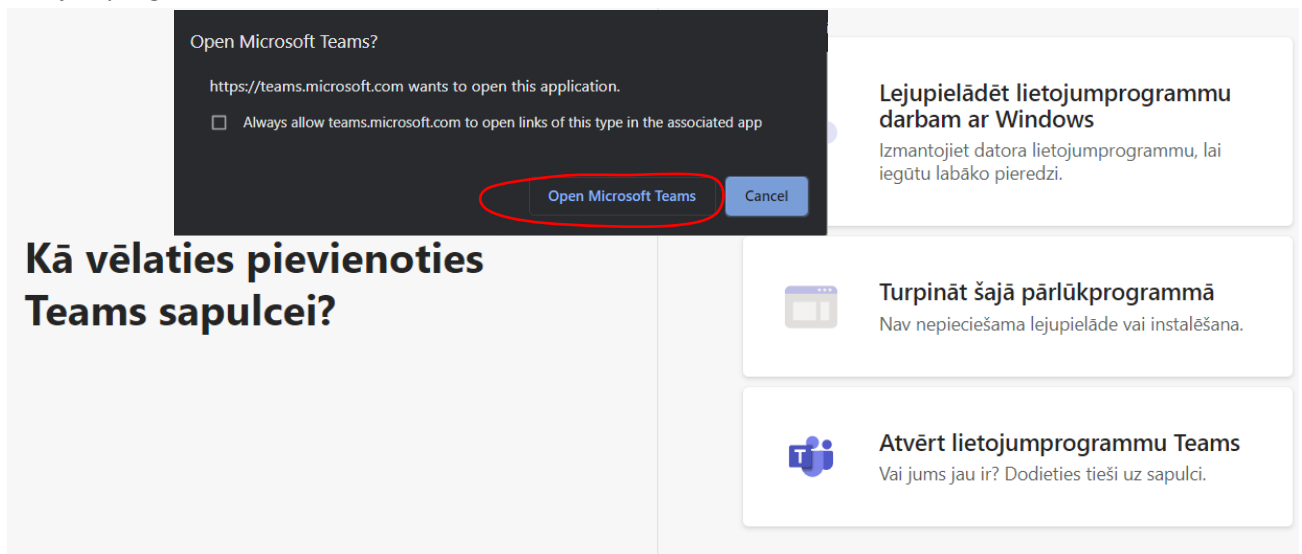 Open Microsoft Teams?
https://teams.microsoft.com wants to open this application.
Always allow teams.microsoft.com to open links of this type in the associated app
Open Microsoft Teams
Cancel
Kā vēlaties pievienoties
Teams sapulcei?
Lejupielādēt lietojumprogrammu
darbam ar Windows
Izmantojiet datora lietojumprogrammu, lai
iegūtu labāko pieredzi.
Turpināt šajā pārlūkprogrammā
Nav nepieciešama lejupielāde vai instalēšana.
Atvērt lietojumprogrammu Teams
Vai jums jau ir? Dodieties tieši uz sapulci.